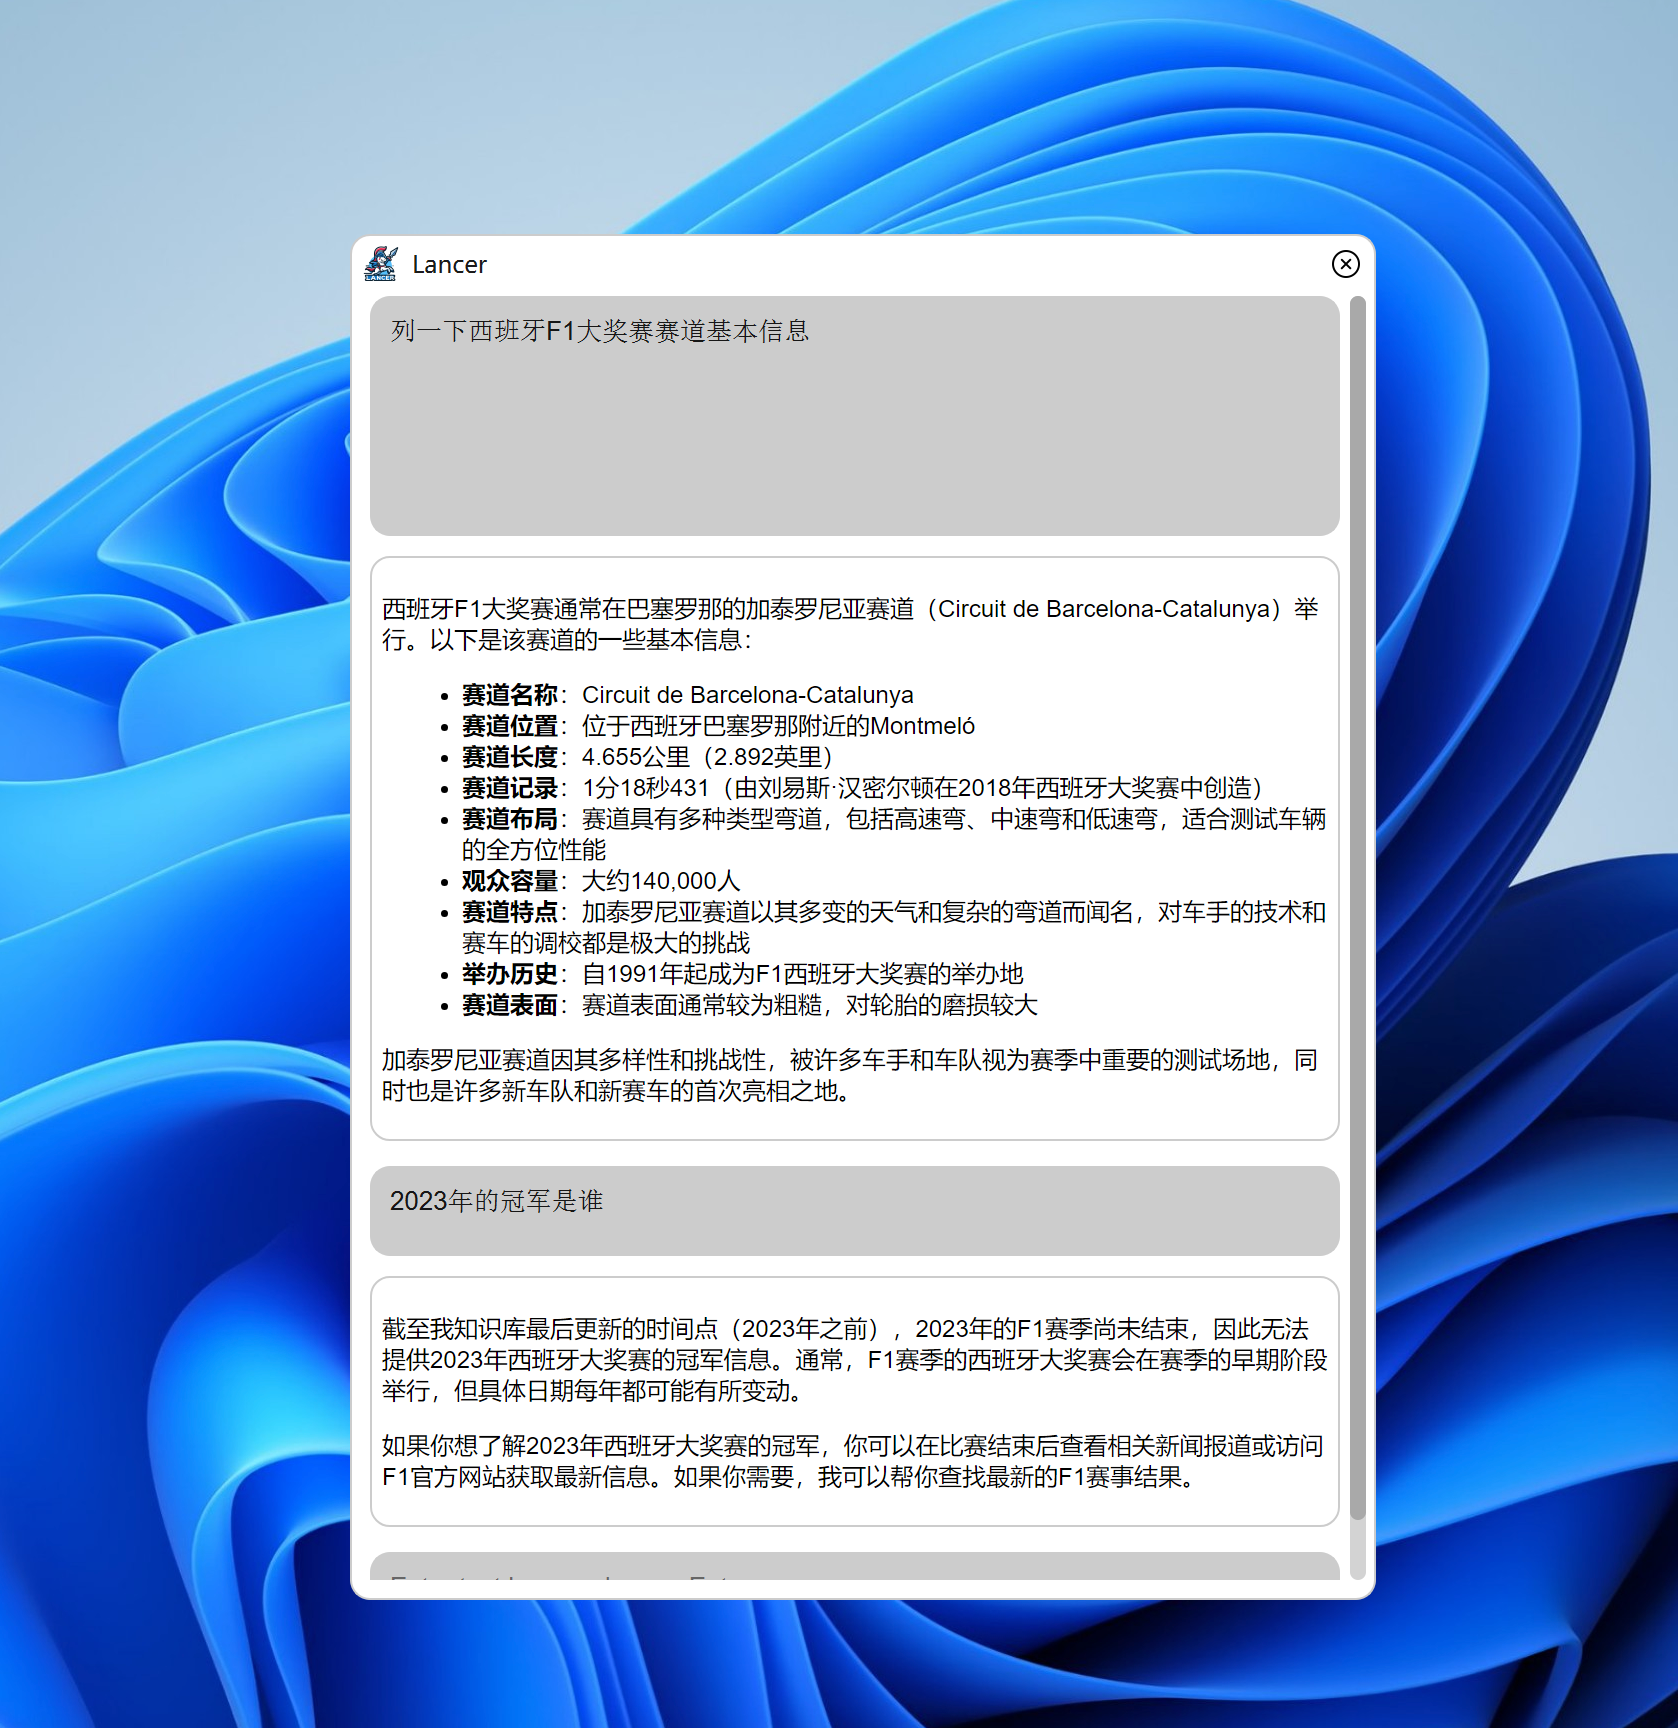 LANCER
Lancer
列一下西班牙F1大奖赛赛道基本信息
西班牙F1大奖赛通常在巴塞罗那的加泰罗尼亚赛道（Circuit de Barcelona-Catalunya）举
行。以下是该赛道的一些基本信息：
• 赛道名称：Circuit de Barcelona-Catalunya
• 赛道位置：位于西班牙巴塞罗那附近的Montmeló
• 赛道长度：4.655公里（2.892英里）
• 赛道记录：1分18秒431（由刘易斯·汉密尔顿在2018年西班牙大奖赛中创造）
• 赛道布局：赛道具有多种类型弯道，包括高速弯、中速弯和低速弯，适合测试车辆
的全方位性能
• 观众容量：大约140,000人
• 赛道特点：加泰罗尼亚赛道以其多变的天气和复杂的弯道而闻名，对车手的技术和
赛车的调校都是极大的挑战
• 举办历史：自1991年起成为F1西班牙大奖赛的举办地
• 赛道表面：赛道表面通常较为粗糙，对轮胎的磨损较大
加泰罗尼亚赛道因其多样性和挑战性，被许多车手和车队视为赛季中重要的测试场地，同
时也是许多新车队和新赛车的首次亮相之地。
2023年的冠军是谁
截至我知识库最后更新的时间点（2023年之前），2023年的F1赛季尚未结束，因此无法
提供2023年西班牙大奖赛的冠军信息。通常，F1赛季的西班牙大奖赛会在赛季的早期阶段
举行，但具体日期每年都可能有所变动。
如果你想了解2023年西班牙大奖赛的冠军，你可以在比赛结束后查看相关新闻报道或访问
F1官方网站获取最新信息。如果你需要，我可以帮你查找最新的F1赛事结果。